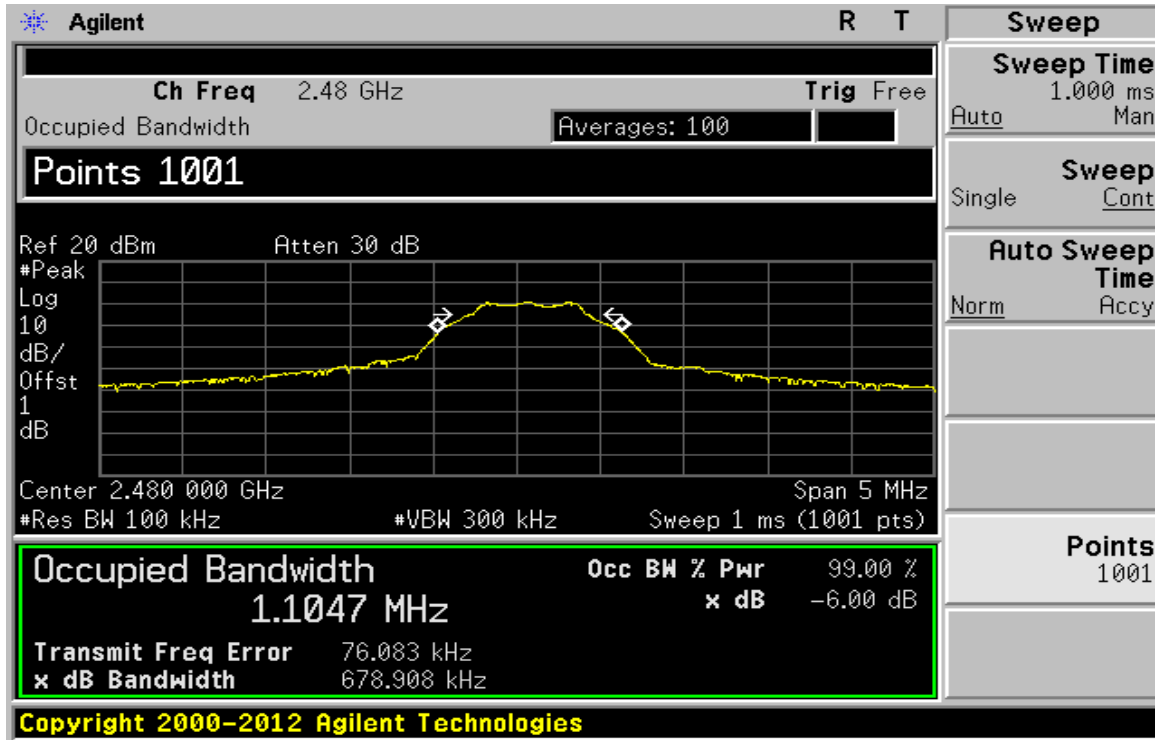 Agilent R T
Ch Freq 2.48 GHz Trig Free
Occupied Bandwidth Averages: 100
Points 1001
Ref 20 dBm Atten 30 dB
#Peak
Log
10
dB/
Offst
1
dB
Center 2.480 000 GHz Span 5 MHz
#Res BW 100 kHz #VBW 300 kHz Sweep 1 ms (1001 pts)
Occupied Bandwidth Occ BW % Pwr 99.00 %
1.1047 MHz x dB -6.00 dB
Transmit Freq Error 76.083 kHz
x dB Bandwidth 678.908 kHz
Copyright 2000-2012 Agilent Technologies
Sweep
Sweep Time
1.000 ms
Auto Man
Sweep
Single Cont
Auto Sweep
Time
Norm Accy
Points
1001